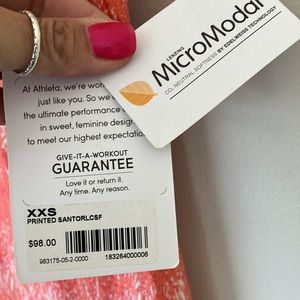 LENZING
MicroModal
CO₂ NEUTRAL SOFTNESS BY EDELWEISS TECHNOLOGY
At Athleta, we're wom
just like you. So we
the ultimate performance
in sweet, feminine design
to meet our highest expectation
GIVE-IT-A-WORKOUT
GUARANTEE
Love it or return it.
Any time. Any reason.
XXS
PRINTED SANTORLCSF
$98.00
983175-05-2-0000
183264000006